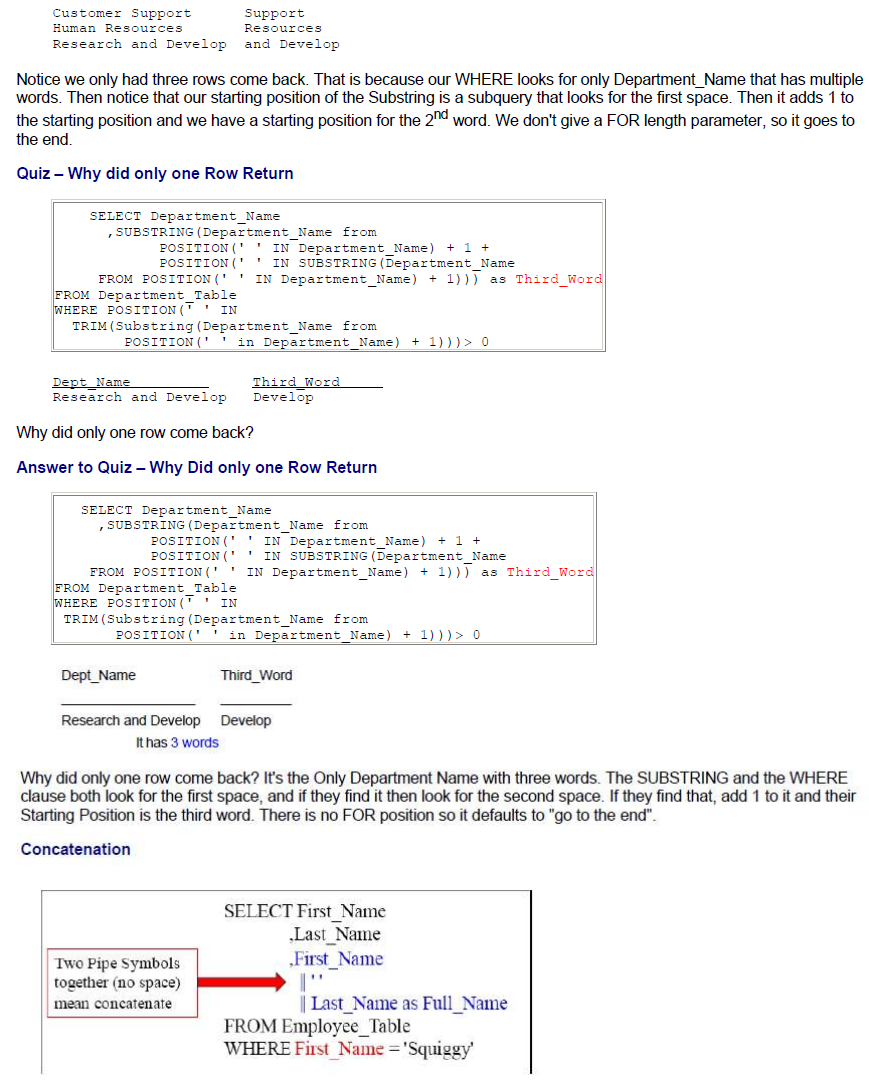 Customer Support Support
Human Resources Resources
Research and Develop and Develop
Notice we only had three rows come back. That is because our WHERE looks for only Department_Name that has multiple
words. Then notice that our starting position of the Substring is a subquery that looks for the first space. Then it adds 1 to
the starting position and we have a starting position for the 2nd word. We don't give a FOR length parameter, so it goes to
the end.
Quiz – Why did only one Row Return
SELECT Department_Name
,SUBSTRING(Department_Name from
POSITION(' ' IN Department_Name) + 1 +
POSITION(' ' IN SUBSTRING(Department_Name
FROM POSITION(' ' IN Department_Name) + 1))) as Third_Word
FROM Department_Table
WHERE POSITION(' ' IN
TRIM(Substring(Department_Name from
POSITION(' ' in Department_Name) + 1)))> 0
Dept_Name Third_Word
Research and Develop Develop
Why did only one row come back?
Answer to Quiz – Why Did only one Row Return
SELECT Department_Name
,SUBSTRING(Department_Name from
POSITION(' ' IN Department_Name) + 1 +
POSITION(' ' IN SUBSTRING(Department_Name
FROM POSITION(' ' IN Department_Name) + 1))) as Third_Word
FROM Department_Table
WHERE POSITION(' ' IN
TRIM(Substring(Department_Name from
POSITION(' ' in Department_Name) + 1)))> 0
Dept_Name Third_Word
Research and Develop Develop
It has 3 words
Why did only one row come back? It's the Only Department Name with three words. The SUBSTRING and the WHERE
clause both look for the first space, and if they find it then look for the second space. If they find that, add 1 to it and their
Starting Position is the third word. There is no FOR position so it defaults to "go to the end".
Concatenation
SELECT First_Name
,Last_Name
,First_Name
|| ' '
|| Last_Name as Full_Name
FROM Employee_Table
WHERE First_Name = 'Squiggy'
Two Pipe Symbols
together (no space)
mean concatenate